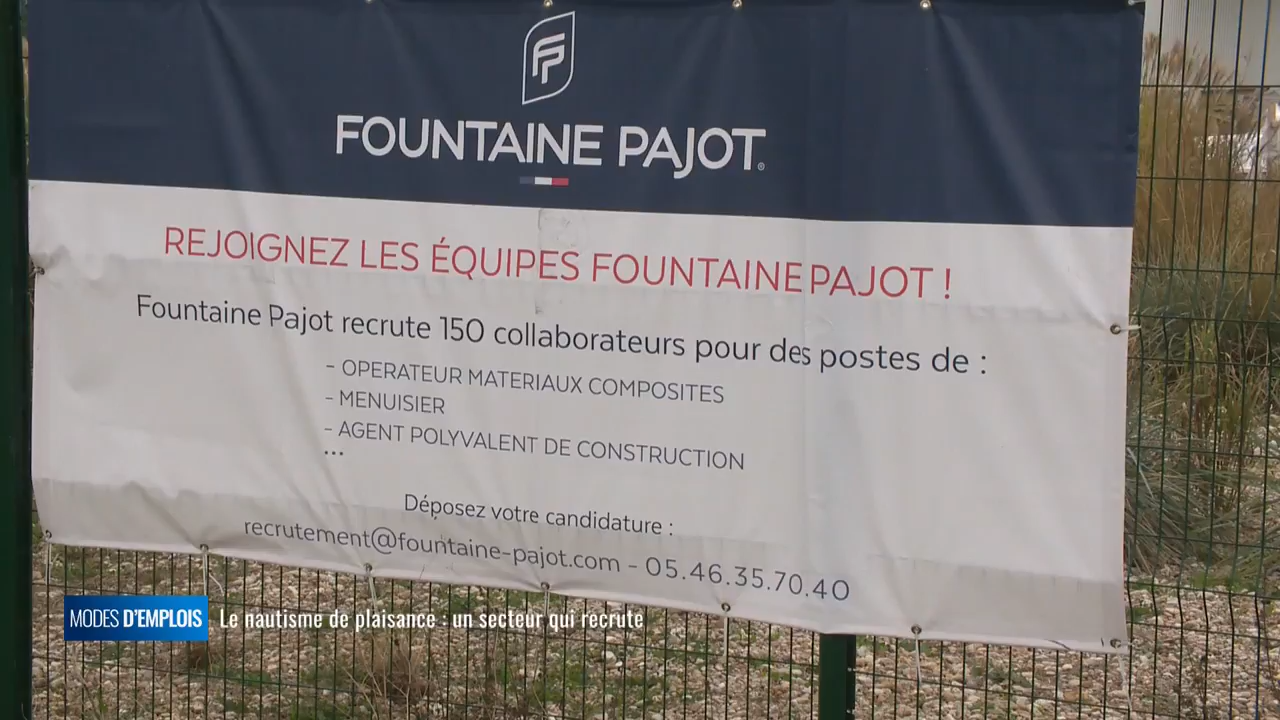 FP
FOUNTAINE PAJOT®
REJOIGNEZ LES ÉQUIPES FOUNTAINE PAJOT !
Fountaine Pajot recrute 150 collaborateurs pour des postes de :
- OPERATEUR MATERIAUX COMPOSITES
- MENUISIER
- AGENT POLYVALENT DE CONSTRUCTION
...
Déposez votre candidature :
recrutement@fountaine-pajot.com - 05.46.35.70.40
MODES D'EMPLOIS Le nautisme de plaisance : un secteur qui recrute